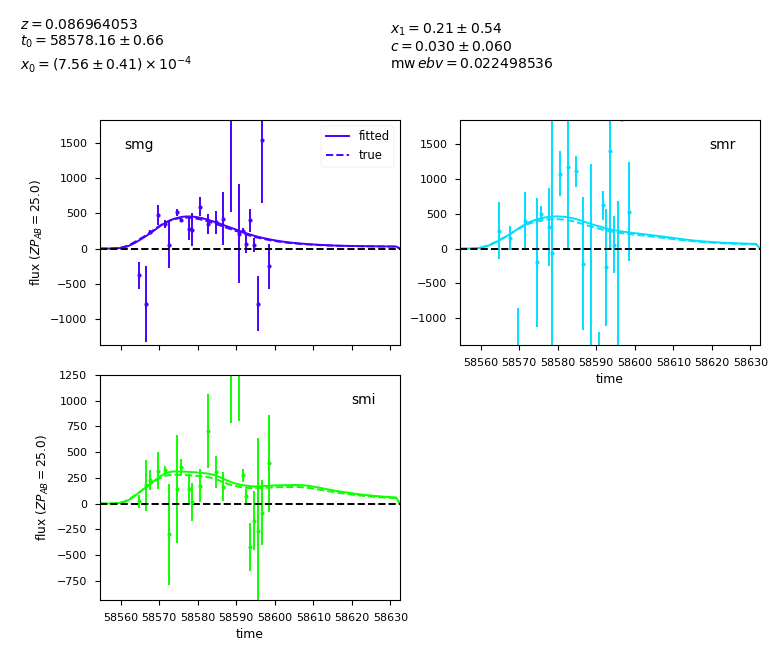 z = 0.086964053
t₀ = 58578.16 ± 0.66
x₀ = (7.56 ± 0.41) × 10⁻⁴
x₁ = 0.21 ± 0.54
c = 0.030 ± 0.060
mw ebv = 0.022498536
smg
fitted
true
1500
1000
500
0
−500
−1000
flux (ZP_AB = 25.0)
smr
1500
1000
500
0
−500
−1000
58560 58570 58580 58590 58600 58610 58620 58630
time
smi
1250
1000
750
500
250
0
−250
−500
−750
flux (ZP_AB = 25.0)
58560 58570 58580 58590 58600 58610 58620 58630
time